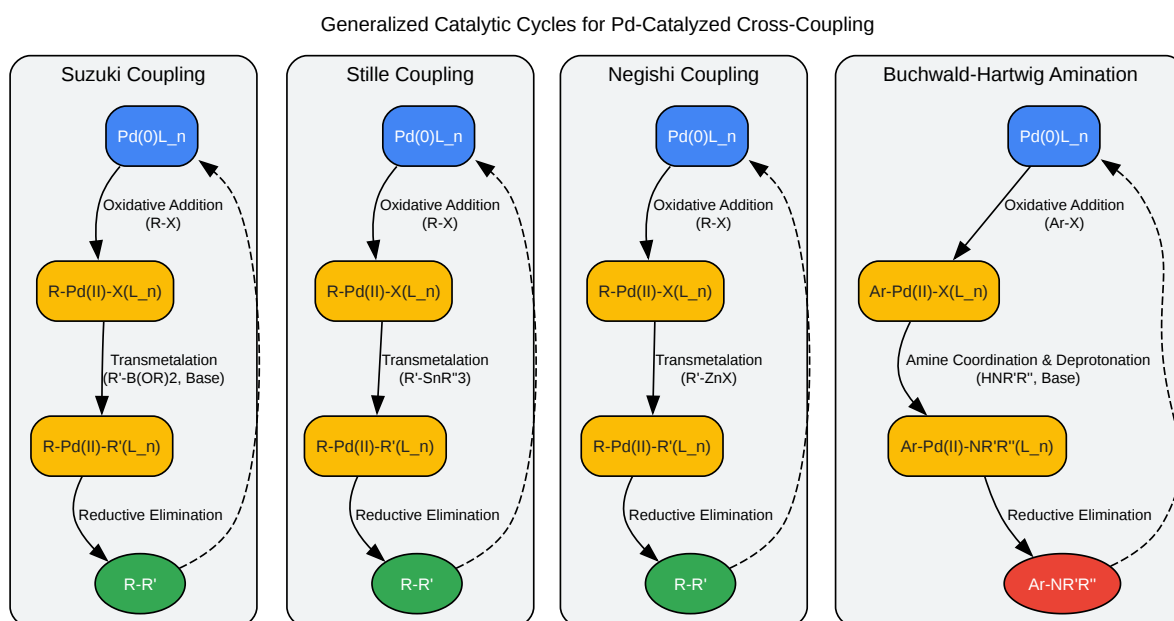 Generalized Catalytic Cycles for Pd-Catalyzed Cross-Coupling
Suzuki Coupling
Pd(0)L_n
Oxidative Addition
(R-X)
R-Pd(II)-X(L_n)
Transmetalation
(R'-B(OR)2, Base)
R-Pd(II)-R'(L_n)
Reductive Elimination
R-R'
Stille Coupling
Pd(0)L_n
Oxidative Addition
(R-X)
R-Pd(II)-X(L_n)
Transmetalation
(R'-SnR"3)
R-Pd(II)-R'(L_n)
Reductive Elimination
R-R'
Negishi Coupling
Pd(0)L_n
Oxidative Addition
(R-X)
R-Pd(II)-X(L_n)
Transmetalation
(R'-ZnX)
R-Pd(II)-R'(L_n)
Reductive Elimination
R-R'
Buchwald-Hartwig Amination
Pd(0)L_n
Oxidative Addition
(Ar-X)
Ar-Pd(II)-X(L_n)
Amine Coordination & Deprotonation
(HNR'R", Base)
Ar-Pd(II)-NR'R"(L_n)
Reductive Elimination
Ar-NR'R"